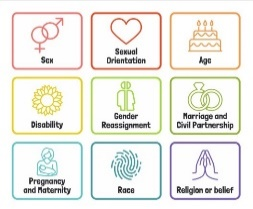 Sex
Sexual
Orientation
Age
Disability
Gender
Reassignment
Marriage and
Civil Partnership
Pregnancy
and Maternity
Race
Religion or belief